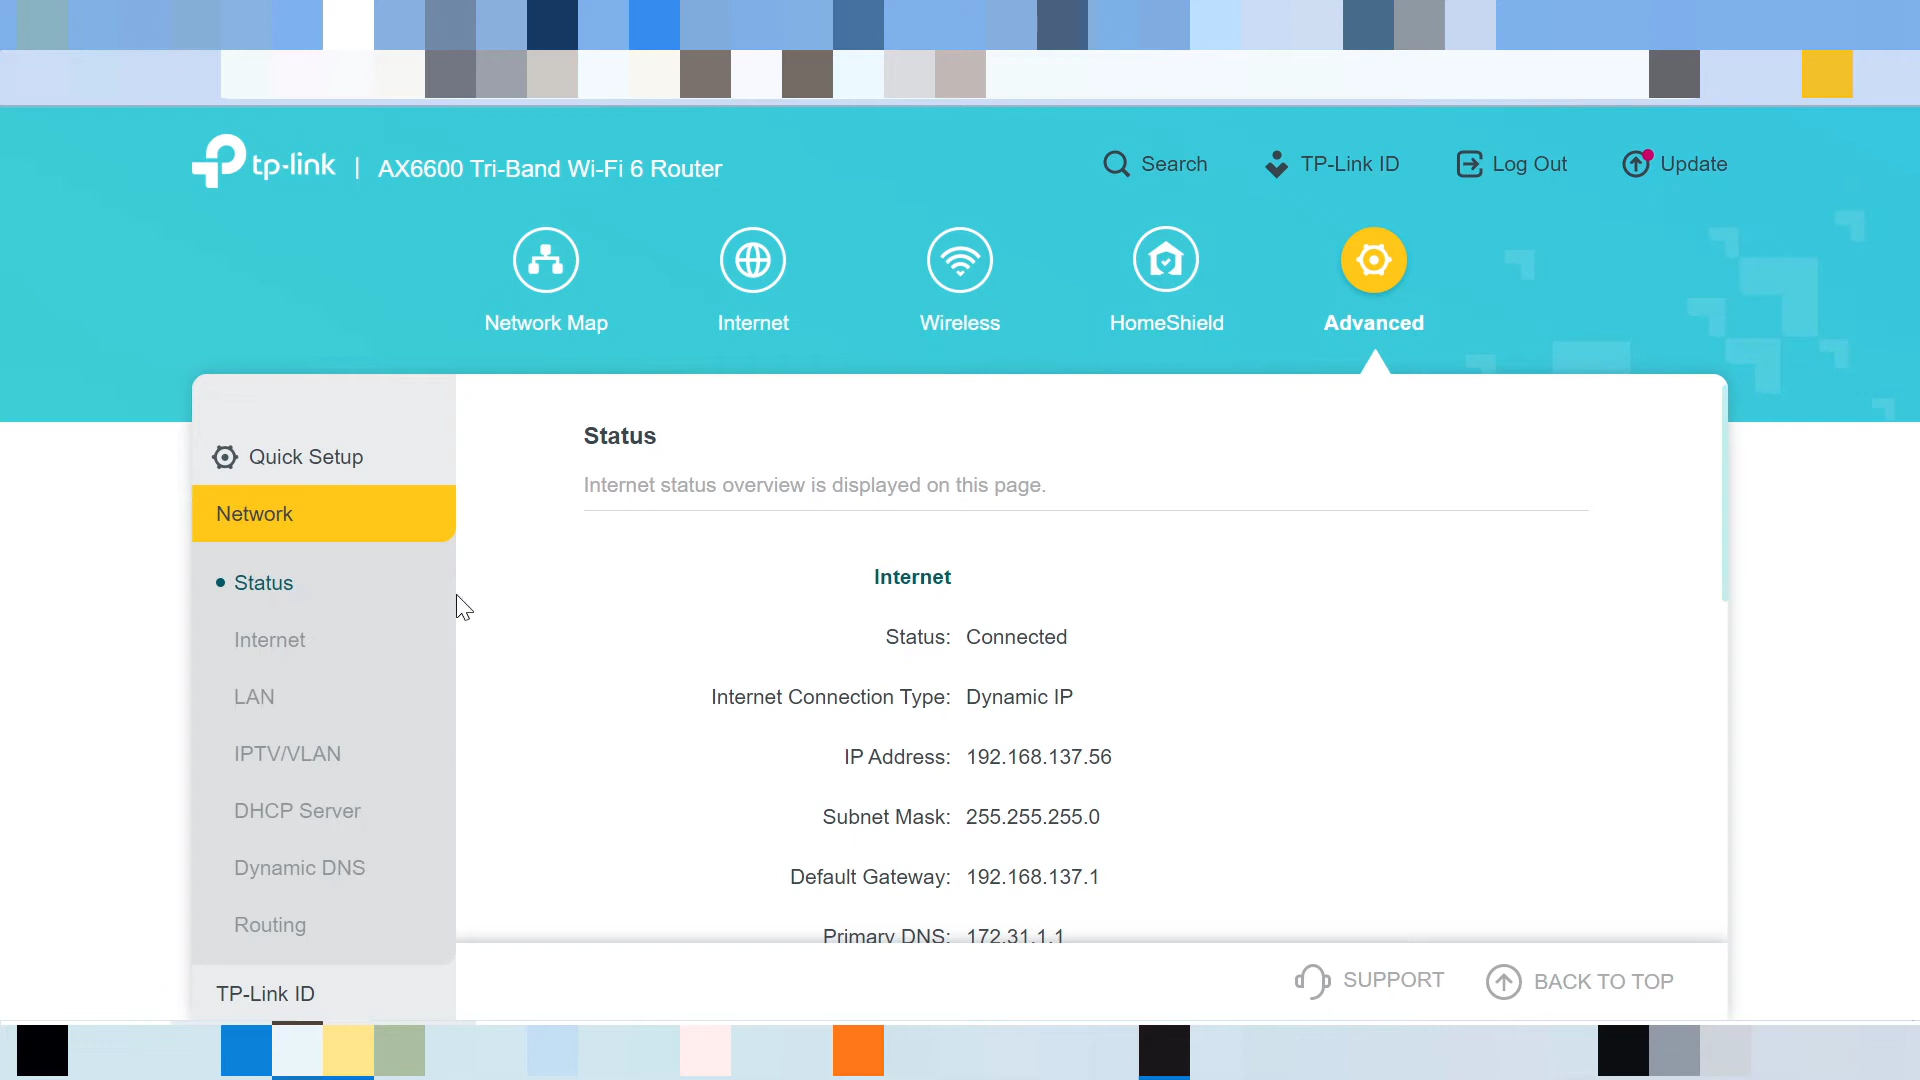 tp-link | AX6600 Tri-Band Wi-Fi 6 Router
Search
TP-Link ID
Log Out
Update
Network Map
Internet
Wireless
HomeShield
Advanced
Quick Setup
Network
Status
Internet
LAN
IPTV/VLAN
DHCP Server
Dynamic DNS
Routing
TP-Link ID
Status
Internet status overview is displayed on this page.
Internet
Status: Connected
Internet Connection Type: Dynamic IP
IP Address: 192.168.137.56
Subnet Mask: 255.255.255.0
Default Gateway: 192.168.137.1
Primary DNS: 172.31.1.1
SUPPORT
BACK TO TOP